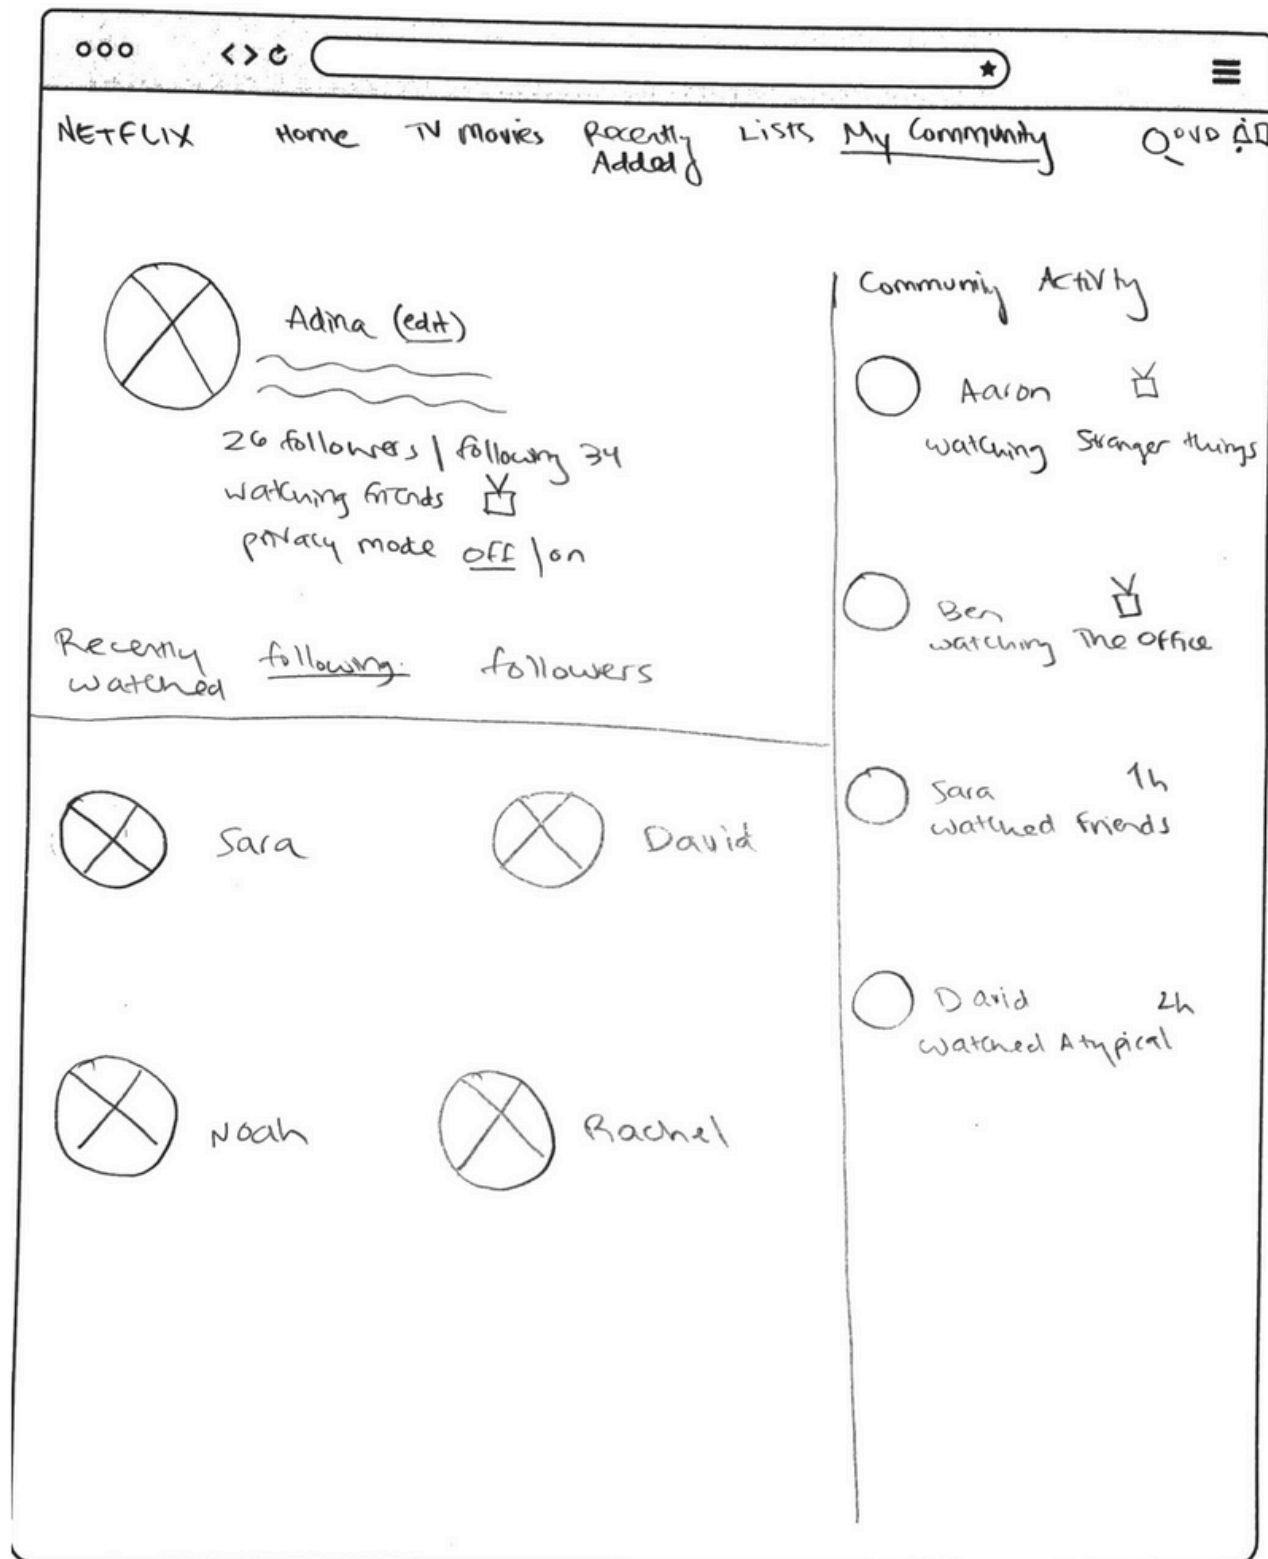 NETFLIX Home TV Movies Recently Added Lists My Community DVD
Adina (edit)
26 followers | following 34
watching friends
privacy mode off | on
Recently watched following followers
Sara David
Noah Rachel
Community Activity
Aaron
watching Stranger things
Ben
watching The Office
Sara 1h
watched Friends
David 2h
watched Atypical